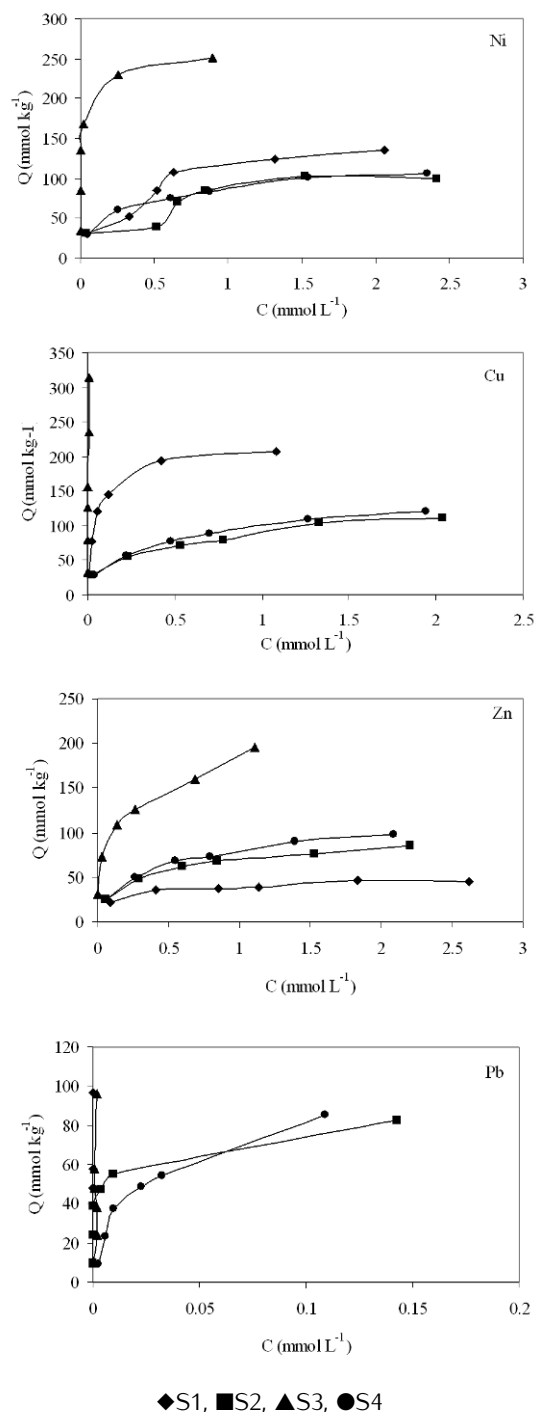 300
250
200
150
100
50
0
Q (mmol kg-1)
Ni
0 0.5 1 1.5 2 2.5 3
C (mmol L-1)
350
300
250
200
150
100
50
0
Q (mmol kg-1
Cu
0 0.5 1 1.5 2 2.5
C (mmol L-1)
250
200
150
100
50
0
Q (mmol kg-1)
Zn
0 0.5 1 1.5 2 2.5 3
C (mmol L-1)
120
100
80
60
40
20
0
Q (mmol kg-1)
Pb
0 0.05 0.1 0.15 0.2
C (mmol L-1)
◆S1, ■S2, ▲S3, ●S4